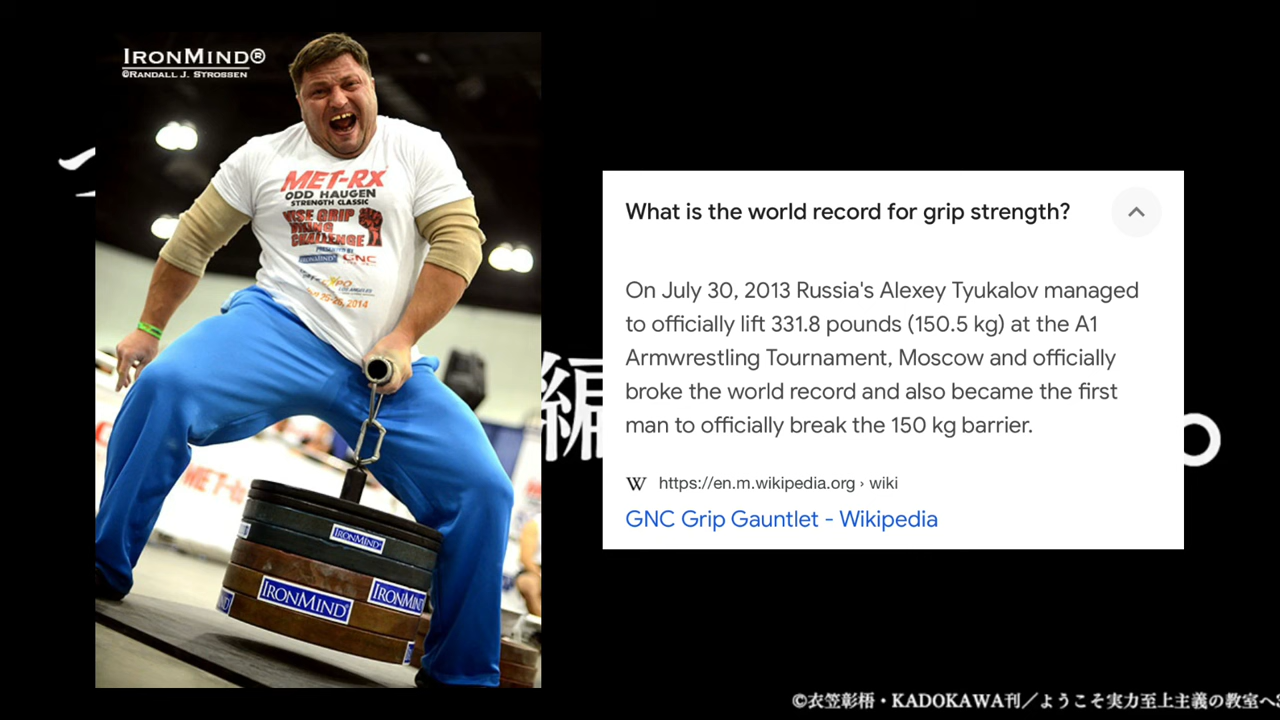 IRONMIND®
©RANDALL J. STROSSEN
MET-RX
ODD HAUGEN
STRENGTH CLASSIC
VISE GRIP
VIKING
CHALLENGE
PRESENTED BY
IRONMIND GNC
2014
IRONMIND®
IRONMIND®
IRONMIND
What is the world record for grip strength?
On July 30, 2013 Russia's Alexey Tyukalov managed
to officially lift 331.8 pounds (150.5 kg) at the A1
Armwrestling Tournament, Moscow and officially
broke the world record and also became the first
man to officially break the 150 kg barrier.
W https://en.m.wikipedia.org › wiki
GNC Grip Gauntlet - Wikipedia
編
。
©衣笠彰梧・KADOKAWA刊／ようこそ実力至上主義の教室へ